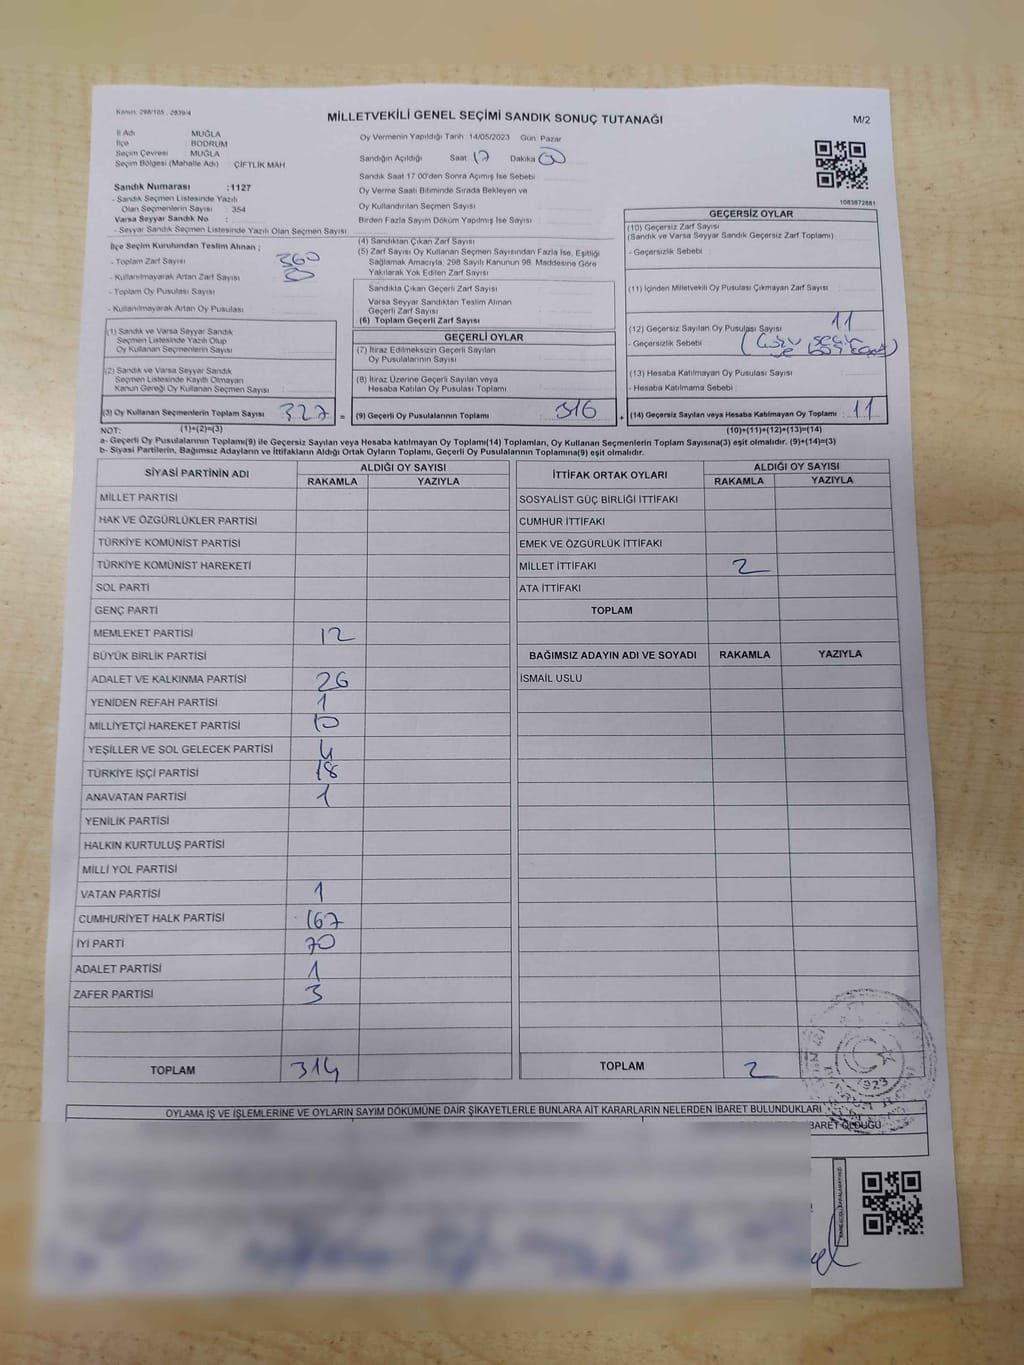 Kanun: 298/105 , 2839/4
MİLLETVEKİLİ GENEL SEÇİMİ SANDIK SONUÇ TUTANAĞI
M/2
İl Adı MUĞLA
İlçe BODRUM
Seçim Çevresi MUĞLA
Seçim Bölgesi (Mahalle Adı) : ÇİFTLİK MAH
Sandık Numarası :1127
- Sandık Seçmen Listesinde Yazılı
Olan Seçmenlerin Sayısı : 354
Varsa Seyyar Sandık No :
- Seyyar Sandık Seçmen Listesinde Yazılı Olan Seçmen Sayısı :
Oy Vermenin Yapıldığı Tarih :14/05/2023 Gün: Pazar
Sandığın Açıldığı Saat 17 Dakika
Sandık Saat 17:00'den Sonra Açılmış İse Sebebi :
Oy Verme Saati Bitiminde Sırada Bekleyen ve
Oy Kullandırılan Seçmen Sayısı :
Birden Fazla Sayım Döküm Yapılmış İse Sayısı :
1083872881
İlçe Seçim Kurulundan Teslim Alınan ;
- Toplam Zarf Sayısı : 360
- Kullanılmayarak Artan Zarf Sayısı :
- Toplam Oy Pusulası Sayısı :
- Kullanılmayarak Artan Oy Pusulası :
(1) Sandık ve Varsa Seyyar Sandık
Seçmen Listesinde Yazılı Olup
Oy Kullanan Seçmenlerin Sayısı :
(2) Sandık ve Varsa Seyyar Sandık
Seçmen Listesinde Kayıtlı Olmayan
Kanun Gereği Oy Kullanan Seçmen Sayısı :
(3) Oy Kullanan Seçmenlerin Toplam Sayısı : 327 =
(4) Sandıktan Çıkan Zarf Sayısı :
(5) Zarf Sayısı Oy Kullanan Seçmen Sayısından Fazla İse, Eşitliği
Sağlamak Amacıyla, 298 Sayılı Kanunun 98. Maddesine Göre
Yakılarak Yok Edilen Zarf Sayısı :
Sandıkta Çıkan Geçerli Zarf Sayısı :
Varsa Seyyar Sandıktan Teslim Alınan
Geçerli Zarf Sayısı :
(6) Toplam Geçerli Zarf Sayısı :
GEÇERLİ OYLAR
(7) İtiraz Edilmeksizin Geçerli Sayılan
Oy Pusulalarının Sayısı :
(8) İtiraz Üzerine Geçerli Sayılan veya
Hesaba Katılan Oy Pusulası Toplamı :
(9) Geçerli Oy Pusulalarının Toplamı : 316 +
GEÇERSİZ OYLAR
(10) Geçersiz Zarf Sayısı
(Sandık ve Varsa Seyyar Sandık Geçersiz Zarf Toplamı) :
- Geçersizlik Sebebi :
(11) İçinden Milletvekili Oy Pusulası Çıkmayan Zarf Sayısı :
(12) Geçersiz Sayılan Oy Pusulası Sayısı : 11
- Geçersizlik Sebebi :
(13) Hesaba Katılmayan Oy Pusulası Sayısı :
- Hesaba Katılmama Sebebi :
(14) Geçersiz Sayılan veya Hesaba Katılmayan Oy Toplamı : 11
NOT: (1)+(2)=(3) (10)+(11)+(12)+(13)=(14)
a- Geçerli Oy Pusulalarının Toplamı(9) ile Geçersiz Sayılan veya Hesaba katılmayan Oy Toplamı(14) Toplamları, Oy Kullanan Seçmenlerin Toplam Sayısına(3) eşit olmalıdır. (9)+(14)=(3)
b- Siyasi Partilerin, Bağımsız Adayların ve İttifakların Aldığı Ortak Oyların Toplamı, Geçerli Oy Pusulalarının Toplamına(9) eşit olmalıdır.
SİYASİ PARTİNİN ADI ALDIĞI OY SAYISI
RAKAMLA YAZIYLA
MİLLET PARTİSİ
HAK VE ÖZGÜRLÜKLER PARTİSİ
TÜRKİYE KOMÜNİST PARTİSİ
TÜRKİYE KOMÜNİST HAREKETİ
SOL PARTİ
GENÇ PARTİ
MEMLEKET PARTİSİ 12
BÜYÜK BİRLİK PARTİSİ
ADALET VE KALKINMA PARTİSİ 26
YENİDEN REFAH PARTİSİ 1
MİLLİYETÇİ HAREKET PARTİSİ 10
YEŞİLLER VE SOL GELECEK PARTİSİ 4
TÜRKİYE İŞÇİ PARTİSİ 18
ANAVATAN PARTİSİ 1
YENİLİK PARTİSİ
HALKIN KURTULUŞ PARTİSİ
MİLLİ YOL PARTİSİ
VATAN PARTİSİ 1
CUMHURİYET HALK PARTİSİ 167
İYİ PARTİ 70
ADALET PARTİSİ 1
ZAFER PARTİSİ 3
TOPLAM 314
İTTİFAK ORTAK OYLARI ALDIĞI OY SAYISI
RAKAMLA YAZIYLA
SOSYALİST GÜÇ BİRLİĞİ İTTİFAKI
CUMHUR İTTİFAKI
EMEK VE ÖZGÜRLÜK İTTİFAKI
MİLLET İTTİFAKI 2
ATA İTTİFAKI
TOPLAM
BAĞIMSIZ ADAYIN ADI VE SOYADI RAKAMLA YAZIYLA
İSMAİL USLU
TOPLAM 2
OYLAMA İŞ VE İŞLEMLERİNE VE OYLARIN SAYIM DÖKÜMÜNE DAİR ŞİKAYETLERLE BUNLARA AİT KARARLARIN NELERDEN İBARET BULUNDUKLARI